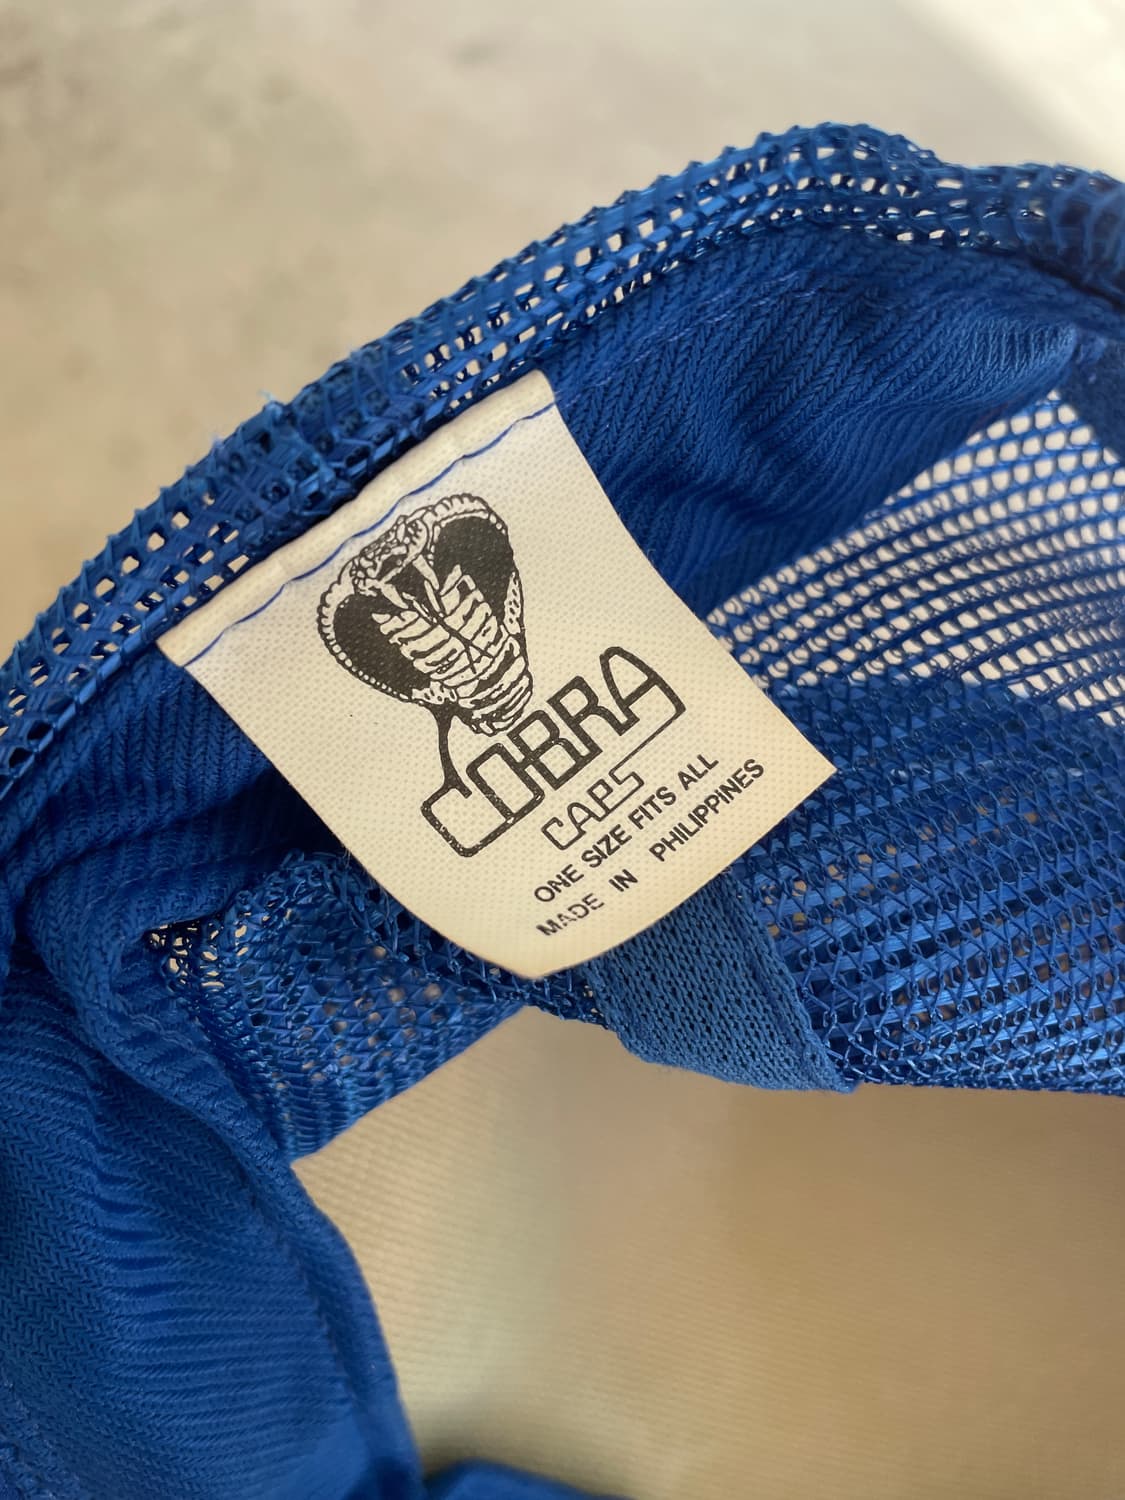 COBRA
CAPS
ONE SIZE FITS ALL
MADE IN PHILIPPINES